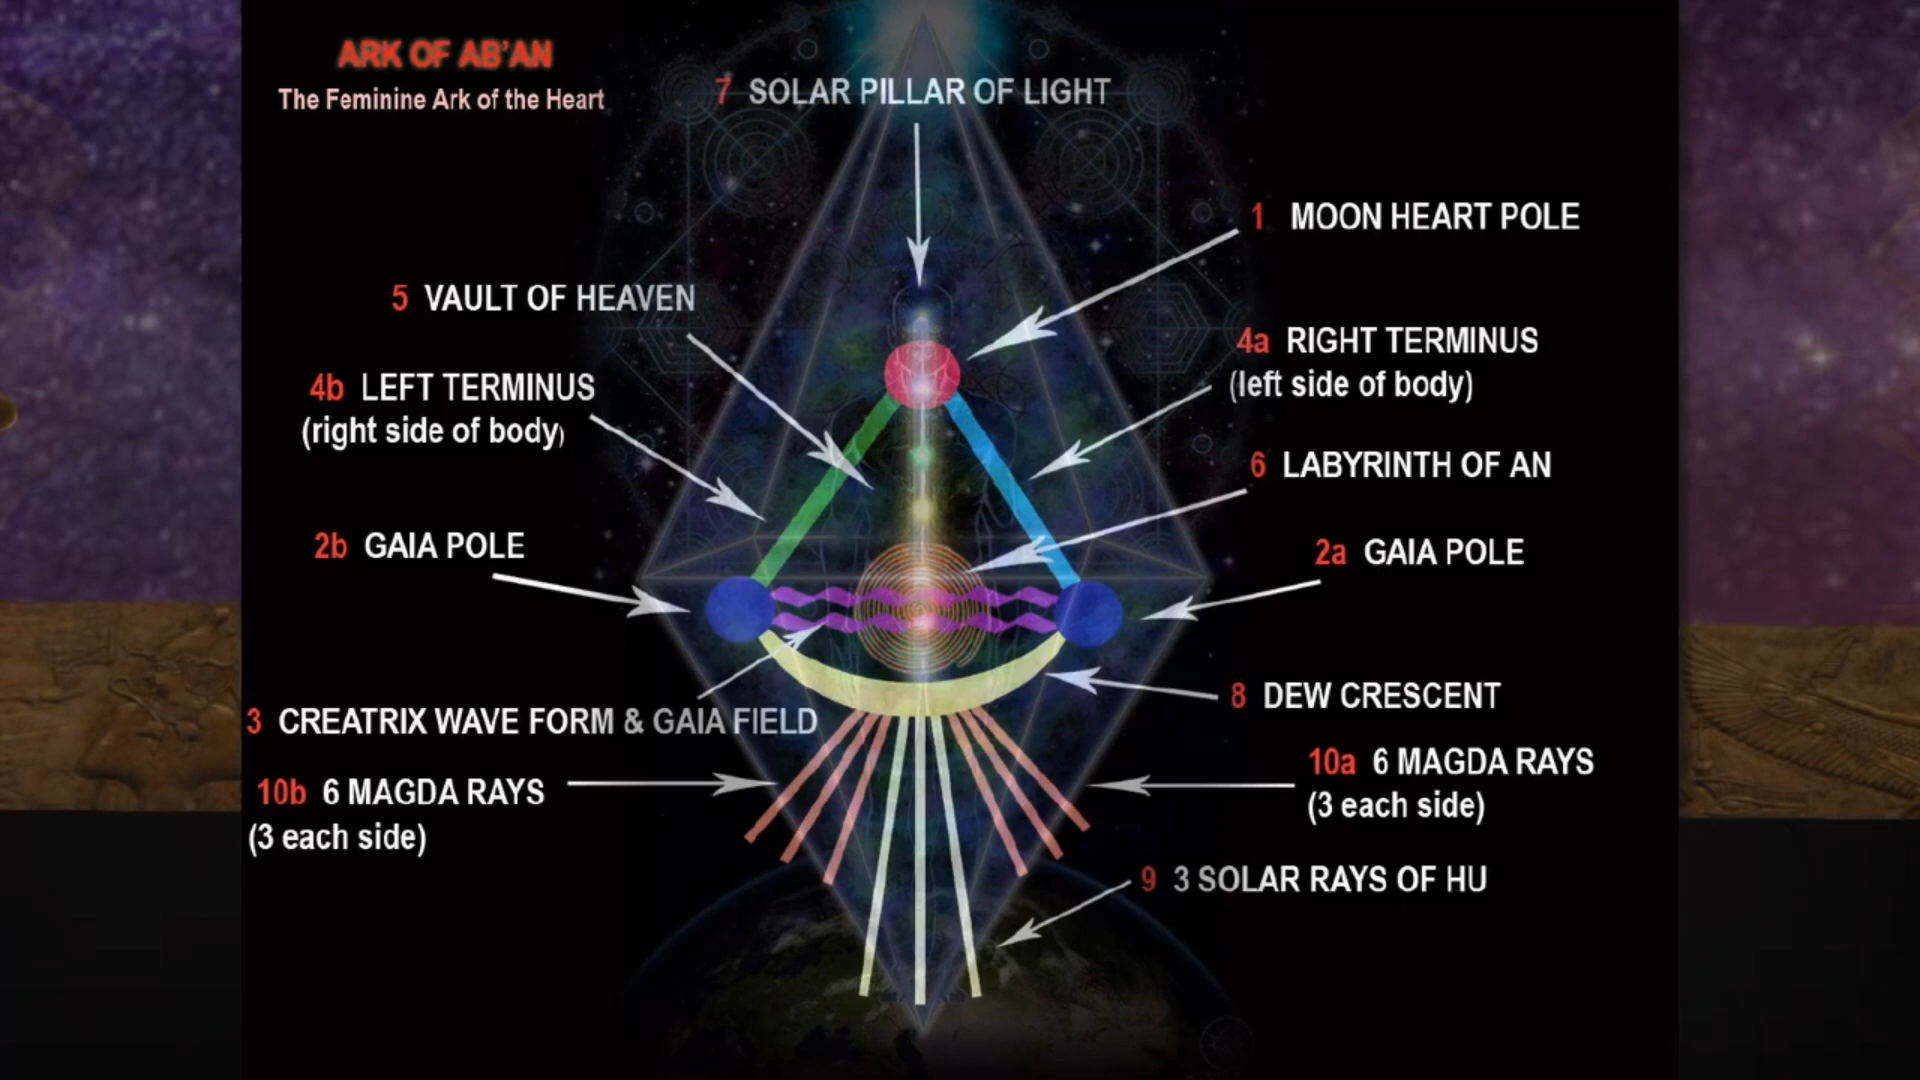 ARK OF AB'AN
The Feminine Ark of the Heart
7 SOLAR PILLAR OF LIGHT
1 MOON HEART POLE
5 VAULT OF HEAVEN
4a RIGHT TERMINUS
(left side of body)
4b LEFT TERMINUS
(right side of body)
6 LABYRINTH OF AN
2b GAIA POLE
2a GAIA POLE
8 DEW CRESCENT
3 CREATRIX WAVE FORM & GAIA FIELD
10a 6 MAGDA RAYS
(3 each side)
10b 6 MAGDA RAYS
(3 each side)
9 3 SOLAR RAYS OF HU